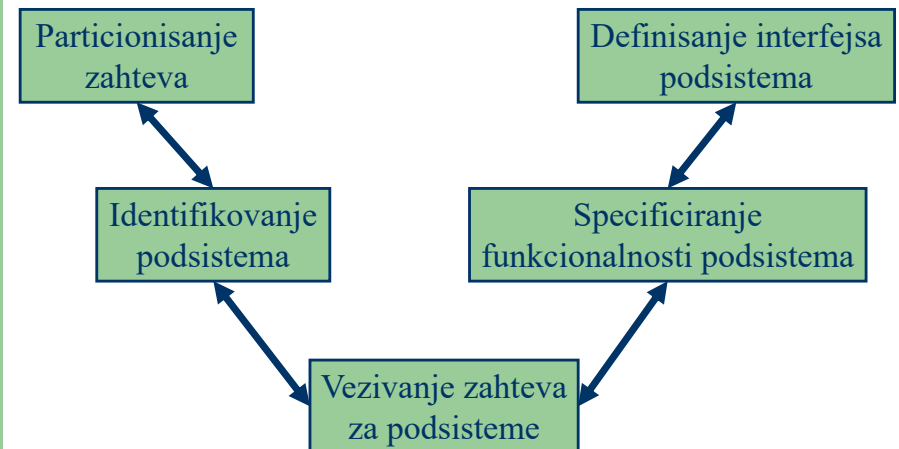 Particionisanje
zahteva
Definisanje interfejsa
podsistema
Identifikovanje
podsistema
Specificiranje
funkcionalnosti podsistema
Vezivanje zahteva
za podsisteme